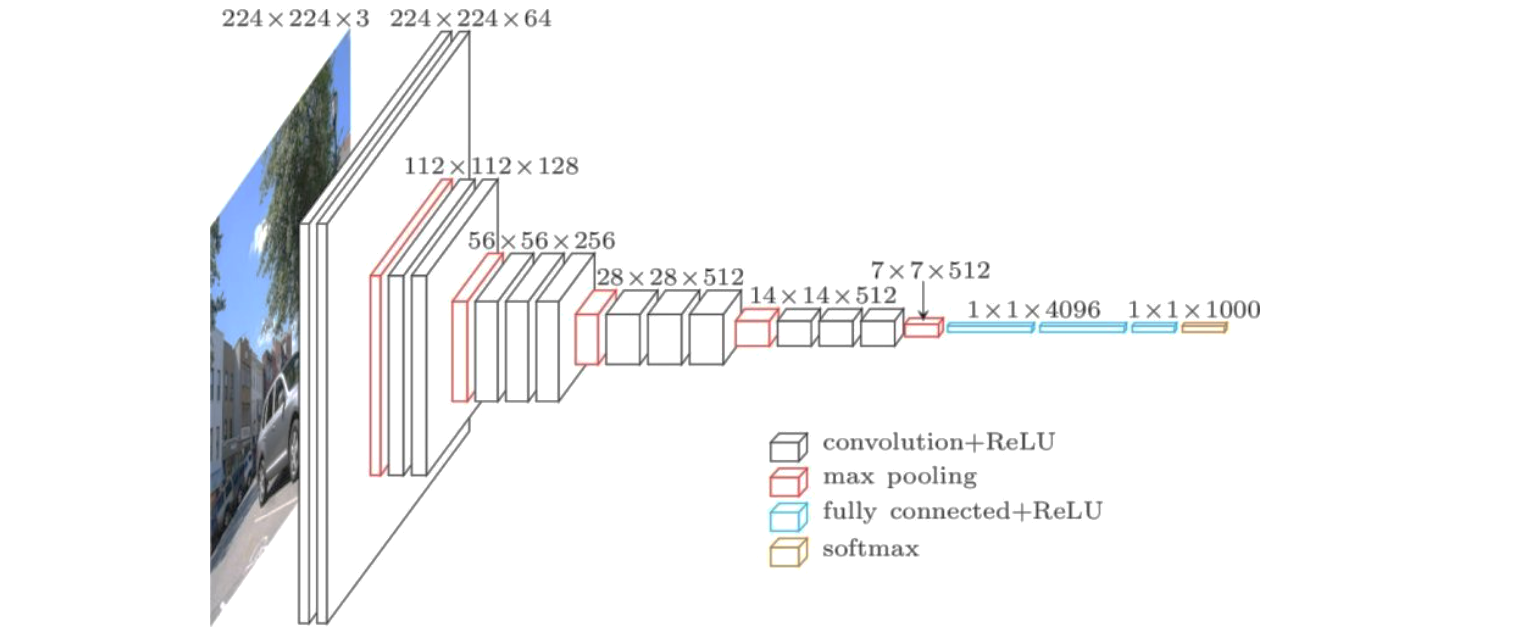 224×224×3 224×224×64
112×112×128
56×56×256
28×28×512
7×7×512
14×14×512
1×1×4096 1×1×1000
convolution+ReLU
max pooling
fully connected+ReLU
softmax